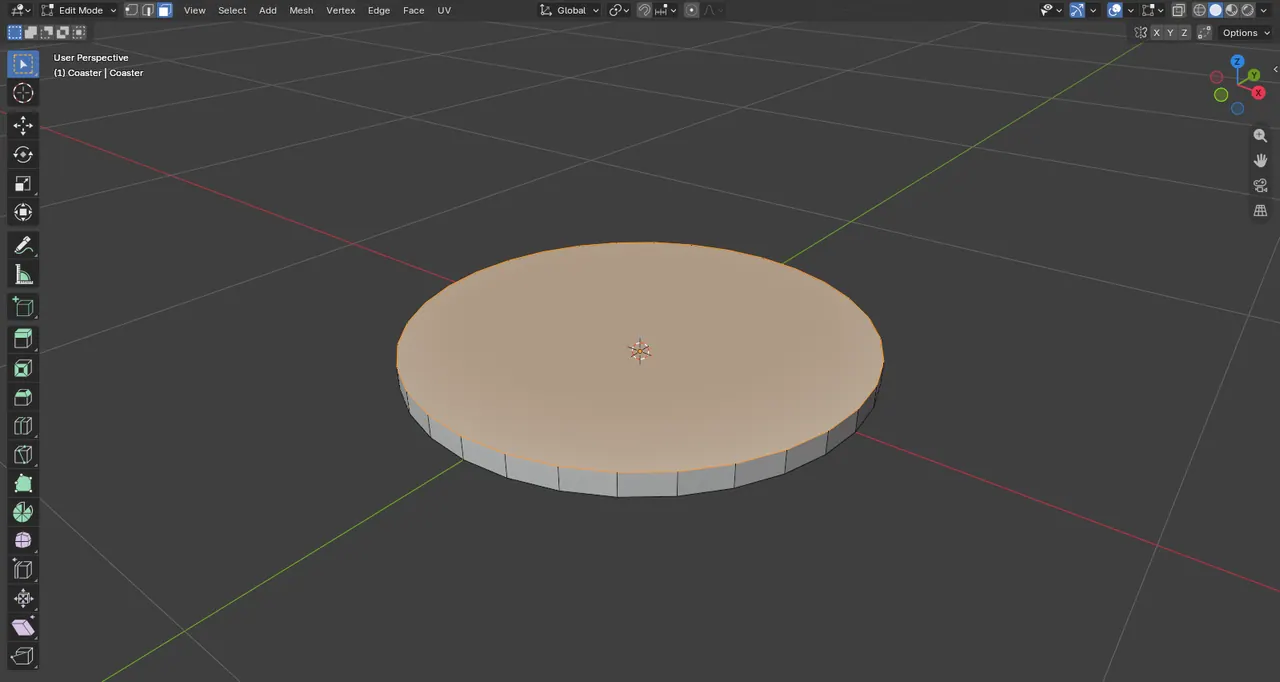 Edit Mode View Select Add Mesh Vertex Edge Face UV Global
X Y Z Options
User Perspective
(1) Coaster | Coaster
Z
Y
X